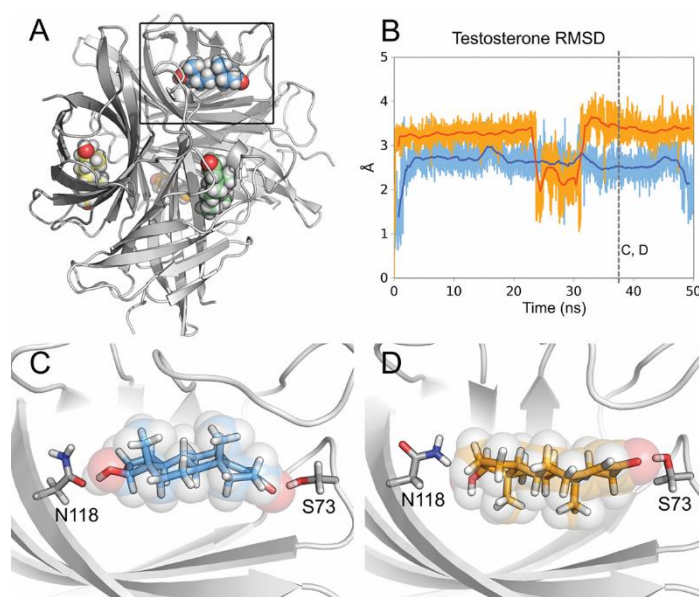 A
B
Testosterone RMSD
5
4
3
2
1
0
Å
C, D
0
10
20
30
40
50
Time (ns)
C
N118
S73
D
N118
S73